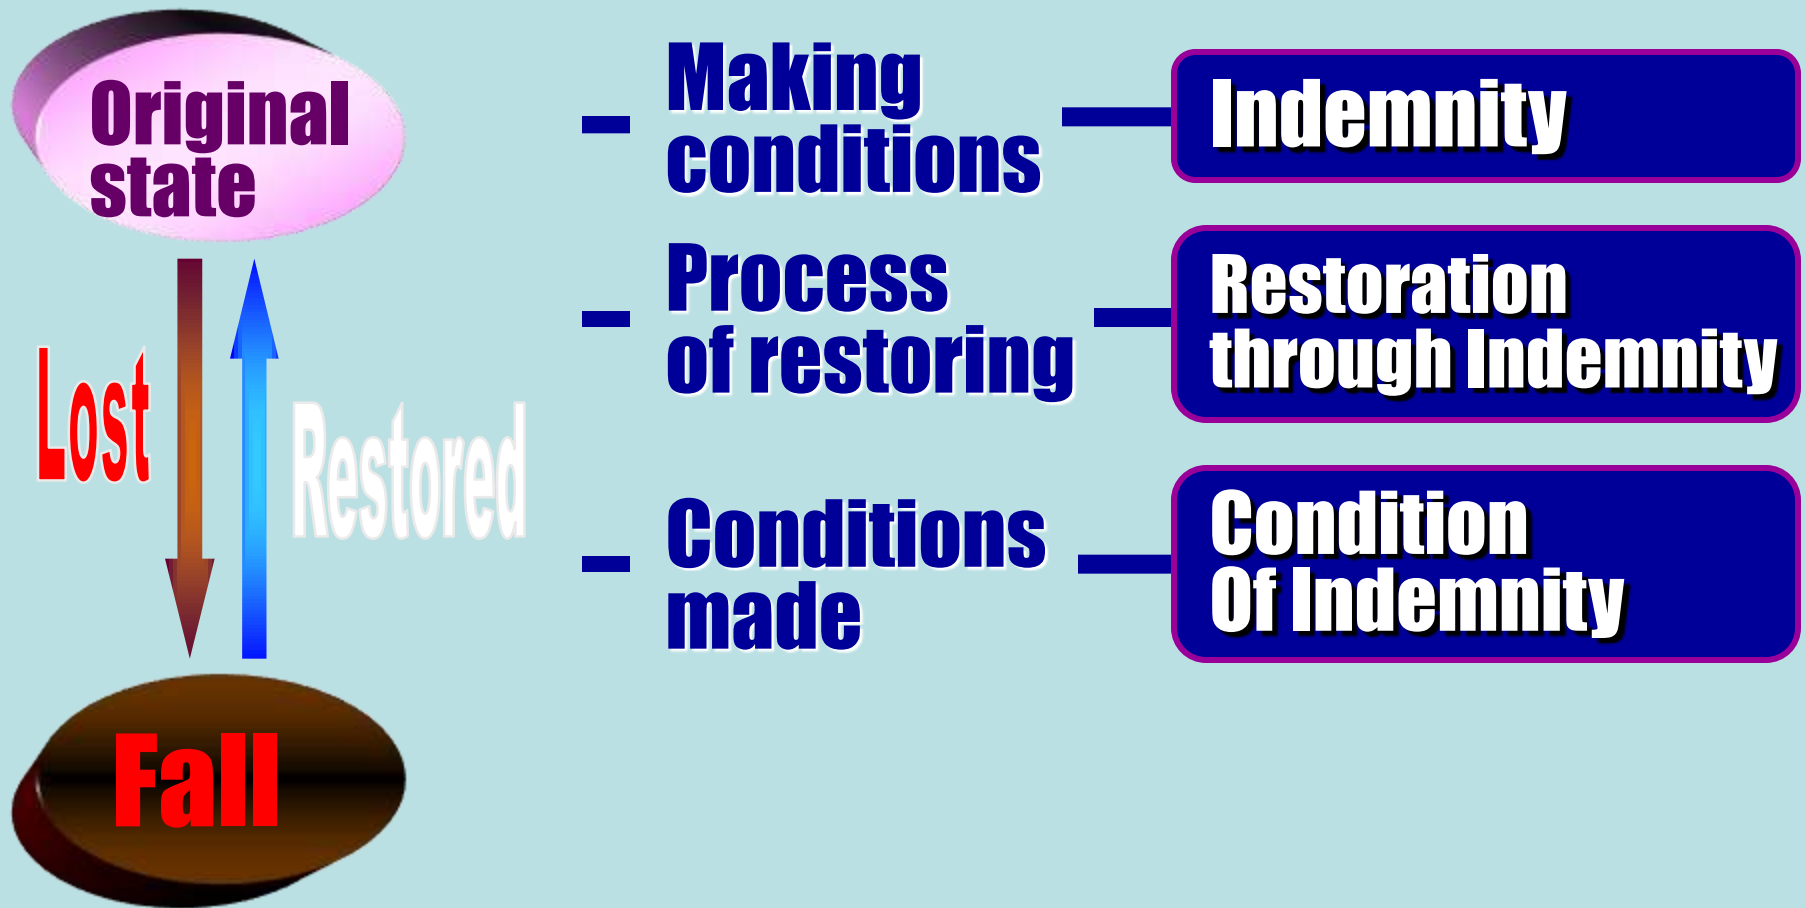 Original
state
Lost
Restored
Fall
Making
conditions
Indemnity
Process
of restoring
Restoration
through Indemnity
Conditions
made
Condition
Of Indemnity